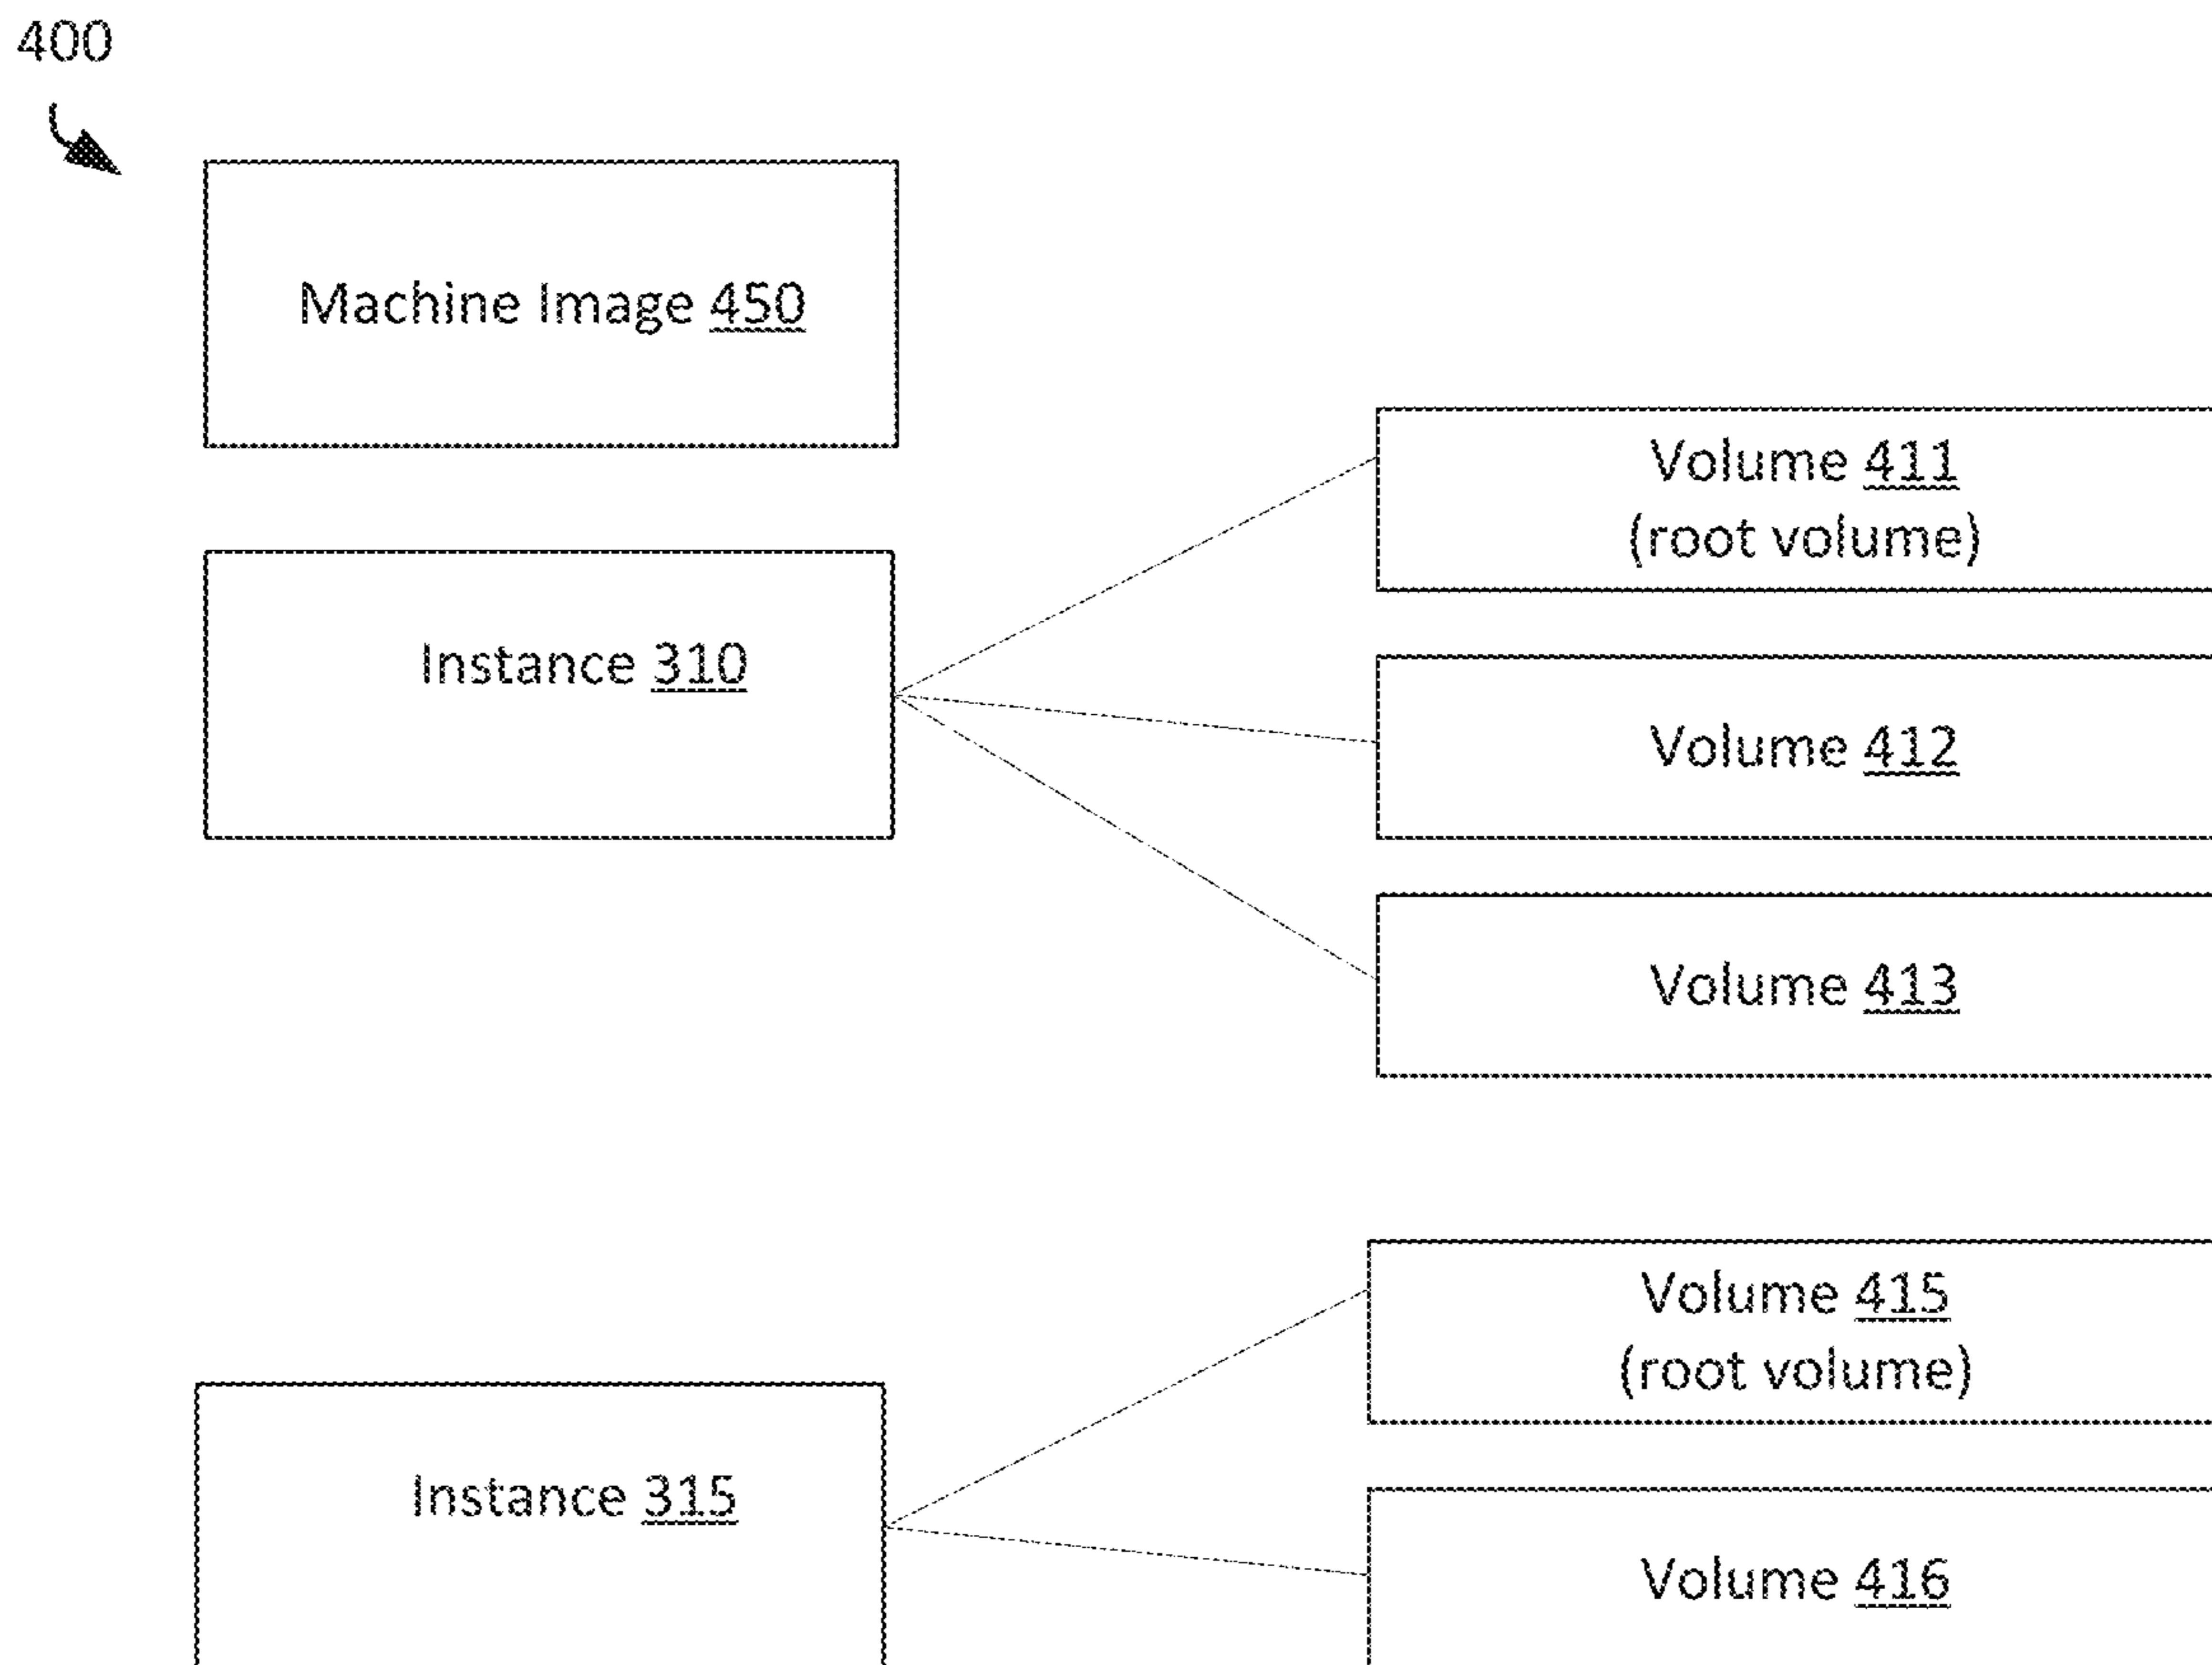 400
Machine Image 450
Volume 411
(root volume)
Instance 310
Volume 412
Volume 413
Volume 415
(root volume)
Instance 315
Volume 416